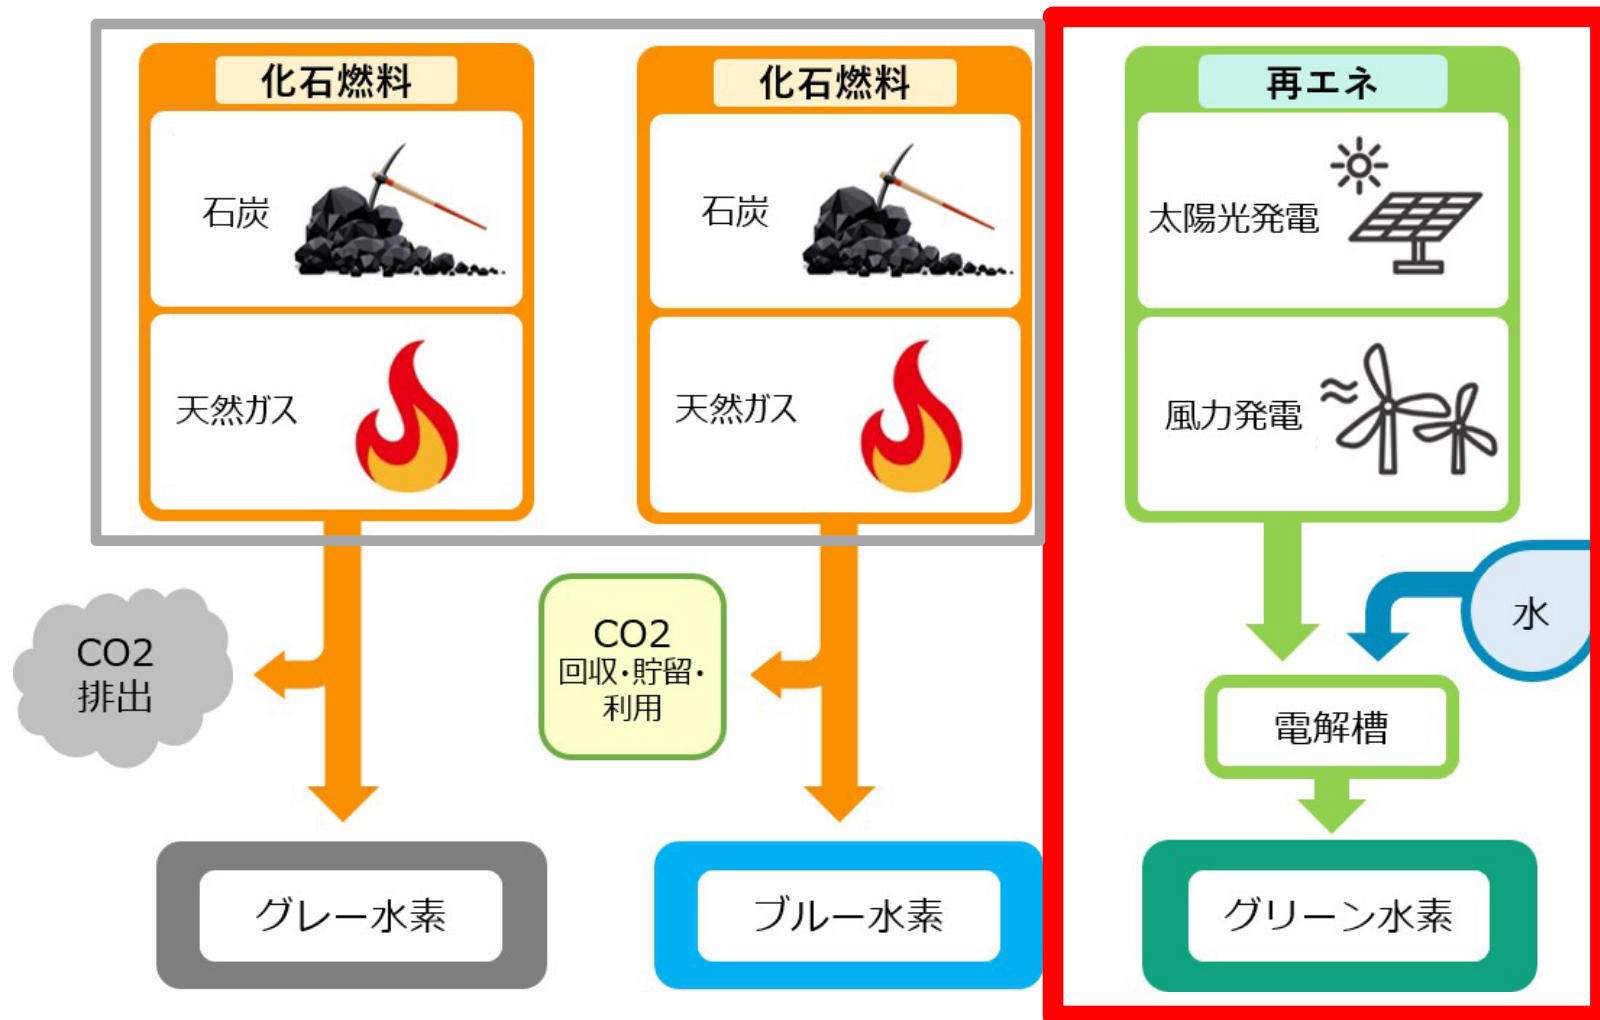 化石燃料
石炭
天然ガス
CO2
排出
グレー水素
化石燃料
石炭
天然ガス
CO2
回収・貯留・
利用
ブルー水素
再エネ
太陽光発電
風力発電
水
電解槽
グリーン水素